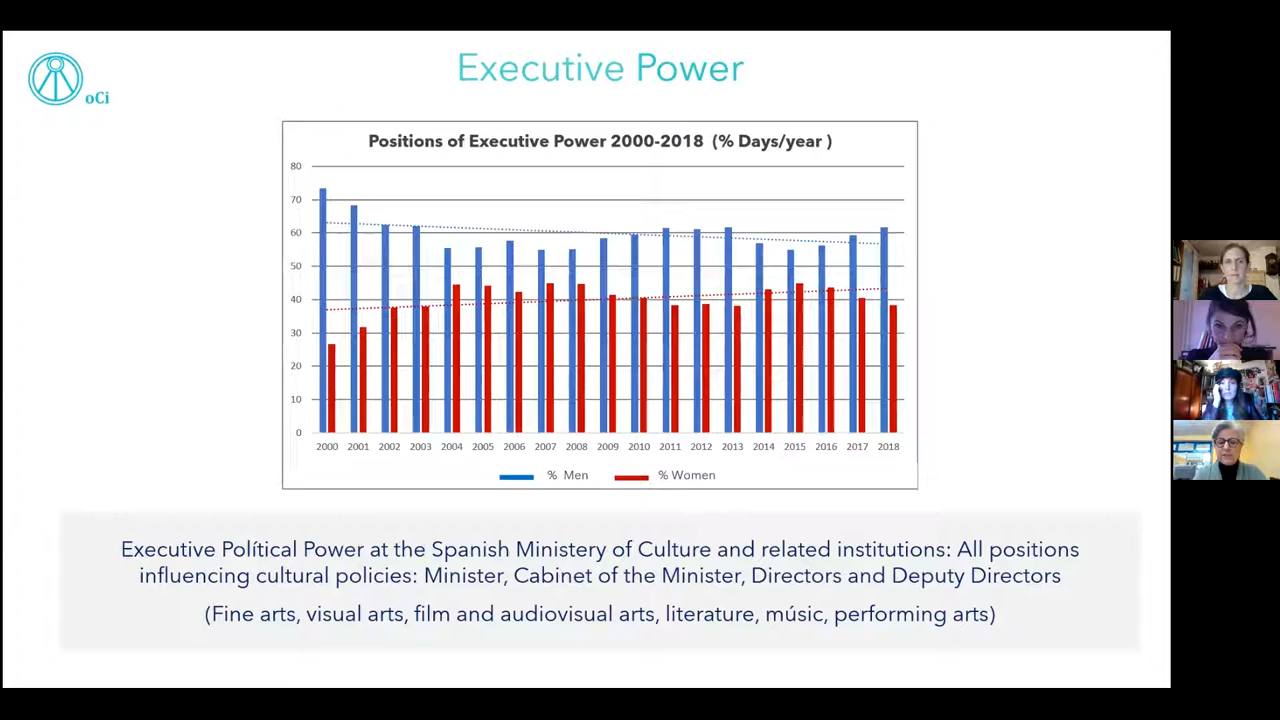 Executive Power
oCi
Positions of Executive Power 2000-2018 (% Days/year )
80
70
60
50
40
30
20
10
0
2000 2001 2002 2003 2004 2005 2006 2007 2008 2009 2010 2011 2012 2013 2014 2015 2016 2017 2018
% Men % Women
Executive Polítical Power at the Spanish Ministery of Culture and related institutions: All positions
influencing cultural policies: Minister, Cabinet of the Minister, Directors and Deputy Directors
(Fine arts, visual arts, film and audiovisual arts, literature, músic, performing arts)